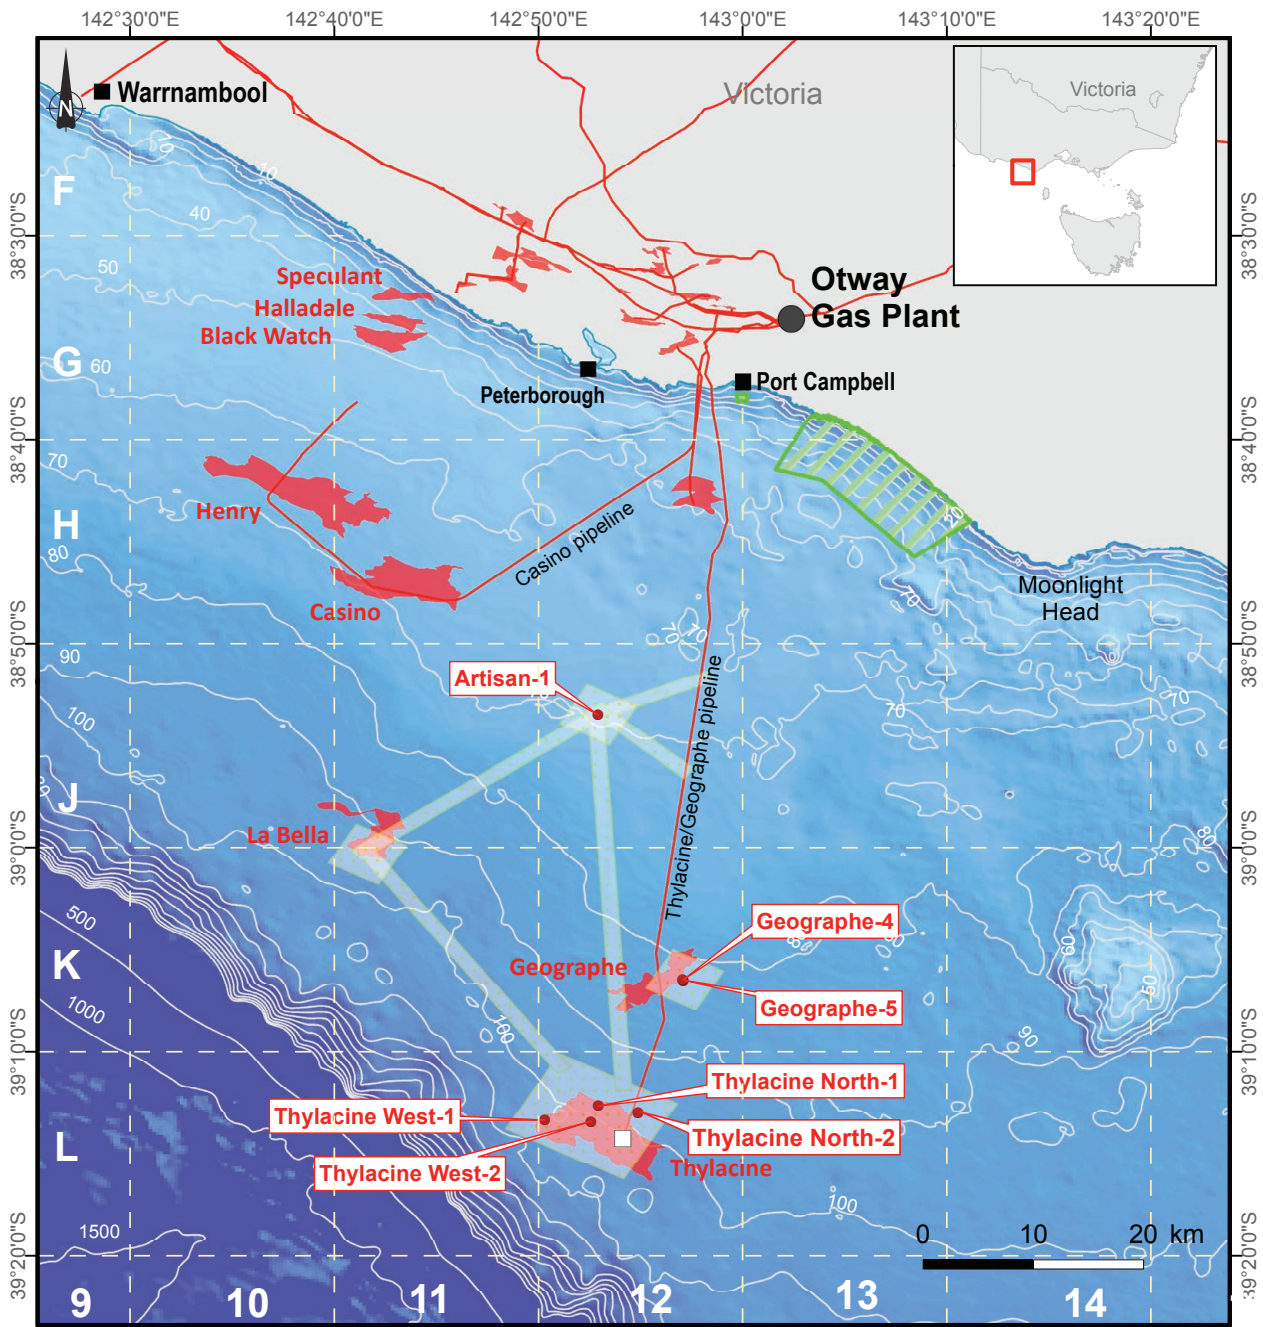 142°30'0"E
142°40'0"E
142°50'0"E
143°0'0"E
143°10'0"E
143°20'0"E
N
Warrnambool
Victoria
Victoria
10
10
F
40
38°30'0"S
38°30'0"S
50
Speculant
Halladale
Black Watch
Otway
Gas Plant
G
60
Peterborough
Port Campbell
38°40'0"S
38°40'0"S
70
Henry
H
20
Casino pipeline
80
Casino
70
Moonlight
Head
70
70
38°50'0"S
38°50'0"S
90
Artisan-1
70
70
70
Thylacine/Geographe pipeline
100
J
La Bella
80
39°0'0"S
39°0'0"S
500
Geographe-4
60
K
Geographe
50
Geographe-5
1000
100
90
39°10'0"S
39°10'0"S
Thylacine North-1
Thylacine West-1
Thylacine North-2
L
Thylacine West-2
Thylacine
100
1500
0
10
20 km
39°20'0"S
39°20'0"S
9
10
11
12
13
14